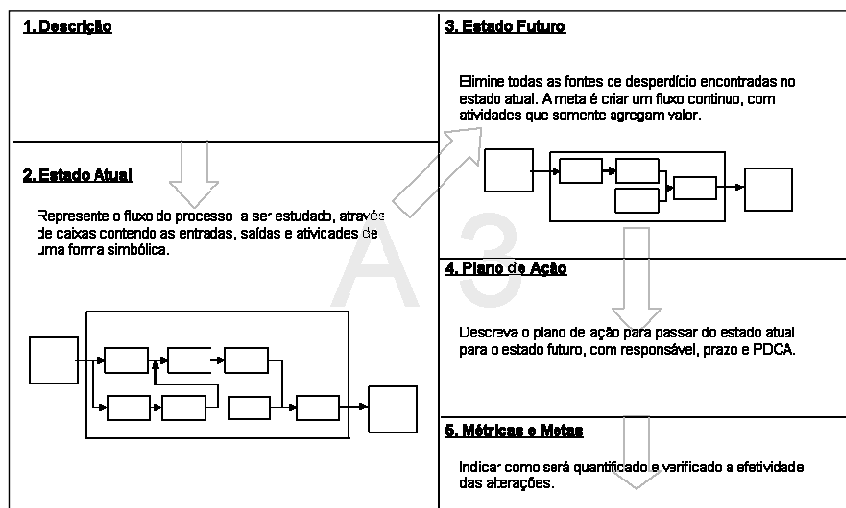 1. Descrição
2. Estado Atual
Represente o fluxo do processo a ser estudado, através
de caixas contendo as entradas, saídas e atividades de
uma forma simbólica.
A 3
3. Estado Futuro
Elimine todas as fontes de desperdício encontradas no
estado atual. A meta é criar um fluxo continuo, com
atividades que somente agregam valor.
4. Plano de Ação
Descreva o plano de ação para passar do estado atual
para o estado futuro, com responsável, prazo e PDCA.
5. Métricas e Metas
Indicar como será quantificado e verificado a efetividade
das alterações.